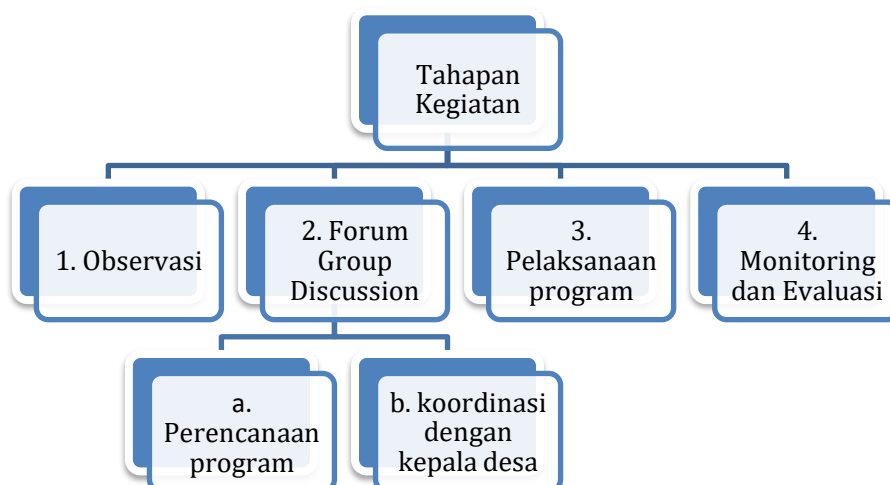 Tahapan
Kegiatan
1. Observasi
2. Forum
Group
Discussion
3.
Pelaksanaan
program
4.
Monitoring
dan Evaluasi
a.
Perencanaan
program
b. koordinasi
dengan
kepala desa